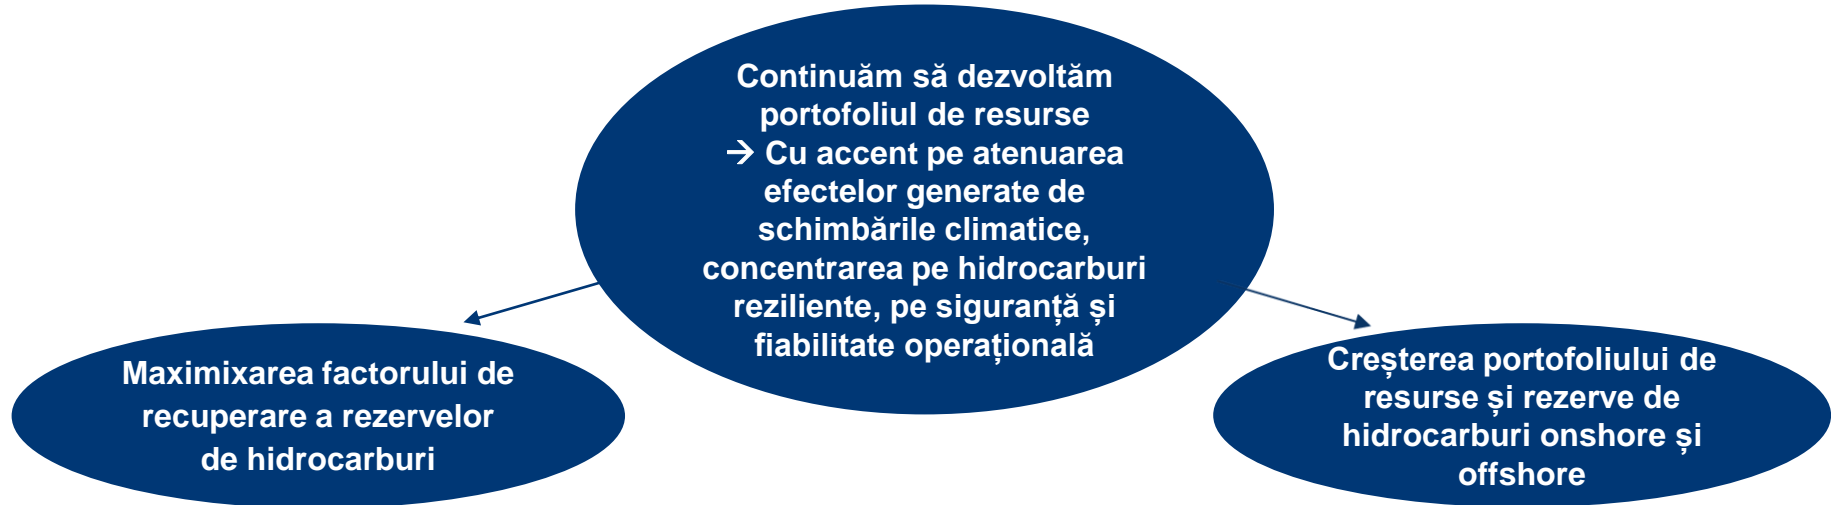 Continuăm să dezvoltăm
portofoliul de resurse
→ Cu accent pe atenuarea
efectelor generate de
schimbările climatice,
concentrarea pe hidrocarburi
reziliente, pe siguranță și
fiabilitate operațională
Maximixarea factorului de
recuperare a rezervelor
de hidrocarburi
Creșterea portofoliului de
resurse și rezerve de
hidrocarburi onshore și
offshore